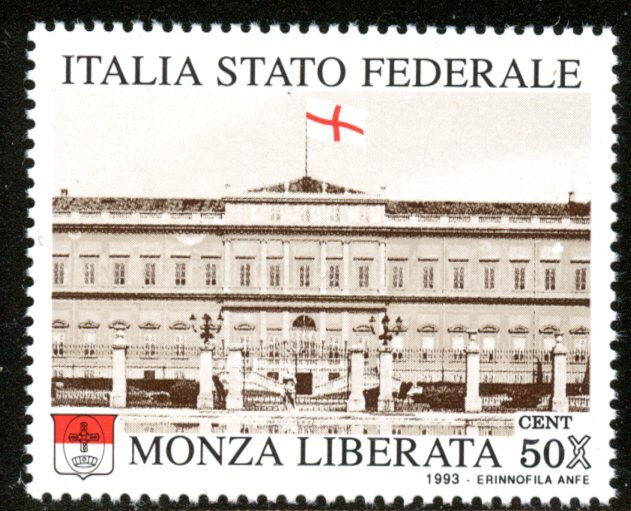 ITALIA STATO FEDERALE
CENT
MONZA LIBERATA 50
1993 - ERINNOFILA ANFE